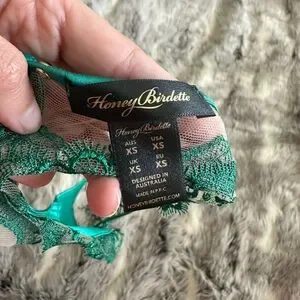 Honey Birdette
Honey Birdette
AUS USA
XS XS
UK EU
XS XS
DESIGNED IN
AUSTRALIA
MADE IN P.R.C.
HONEYBIRDETTE.COM